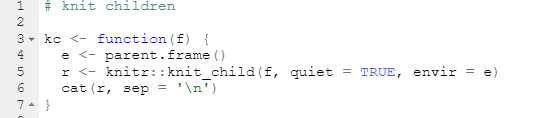 1 # knit children
2
3 kc <- function(f) {
4   e <- parent.frame()
5   r <- knitr::knit_child(f, quiet = TRUE, envir = e)
6   cat(r, sep = '\n')
7 }